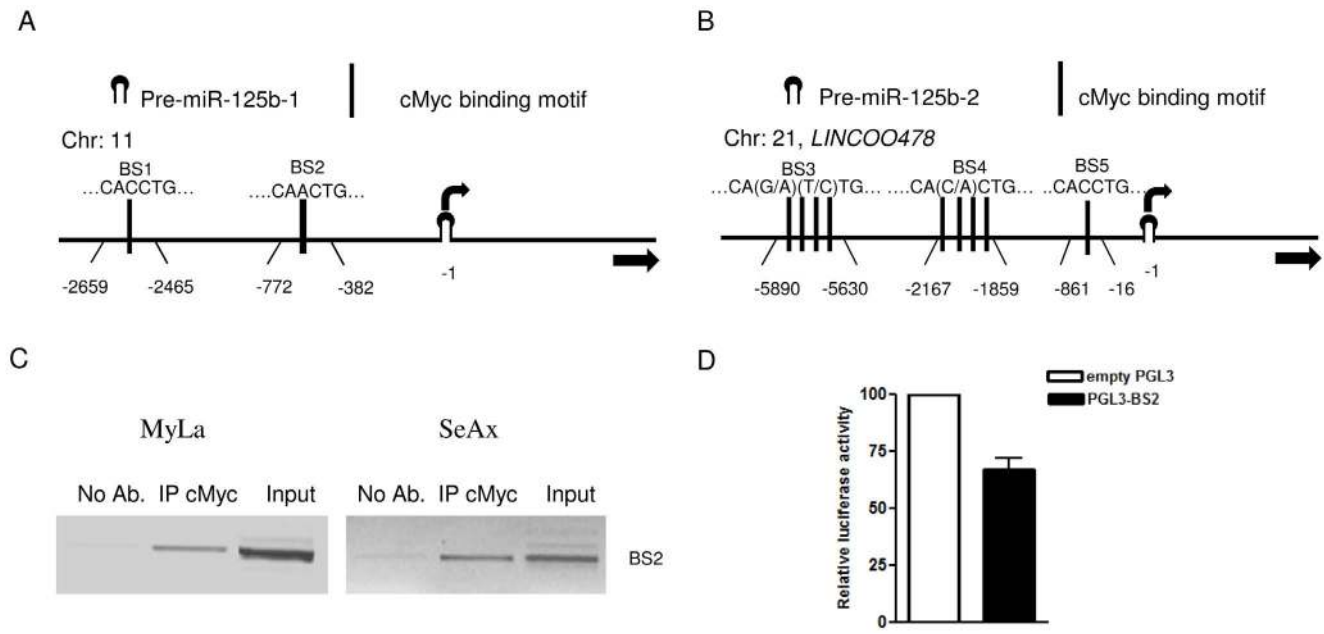 A
Pre-miR-125b-1
cMyc binding motif
Chr: 11
BS1
...CACCTG...
BS2
....CAACTG...
-2659
-2465
-772
-382
-1
B
Pre-miR-125b-2
cMyc binding motif
Chr: 21, LINCOO478
BS3
...CA(G/A)(T/C)TG...
BS4
....CA(C/A)CTG...
BS5
..CACCTG....
-5890
-5630
-2167
-1859
-861
-16
-1
C
MyLa
SeAx
No Ab. IP cMyc Input
No Ab. IP cMyc Input
BS2
D
empty PGL3
PGL3-BS2
Relative luciferase activity
100
75
50
25
0